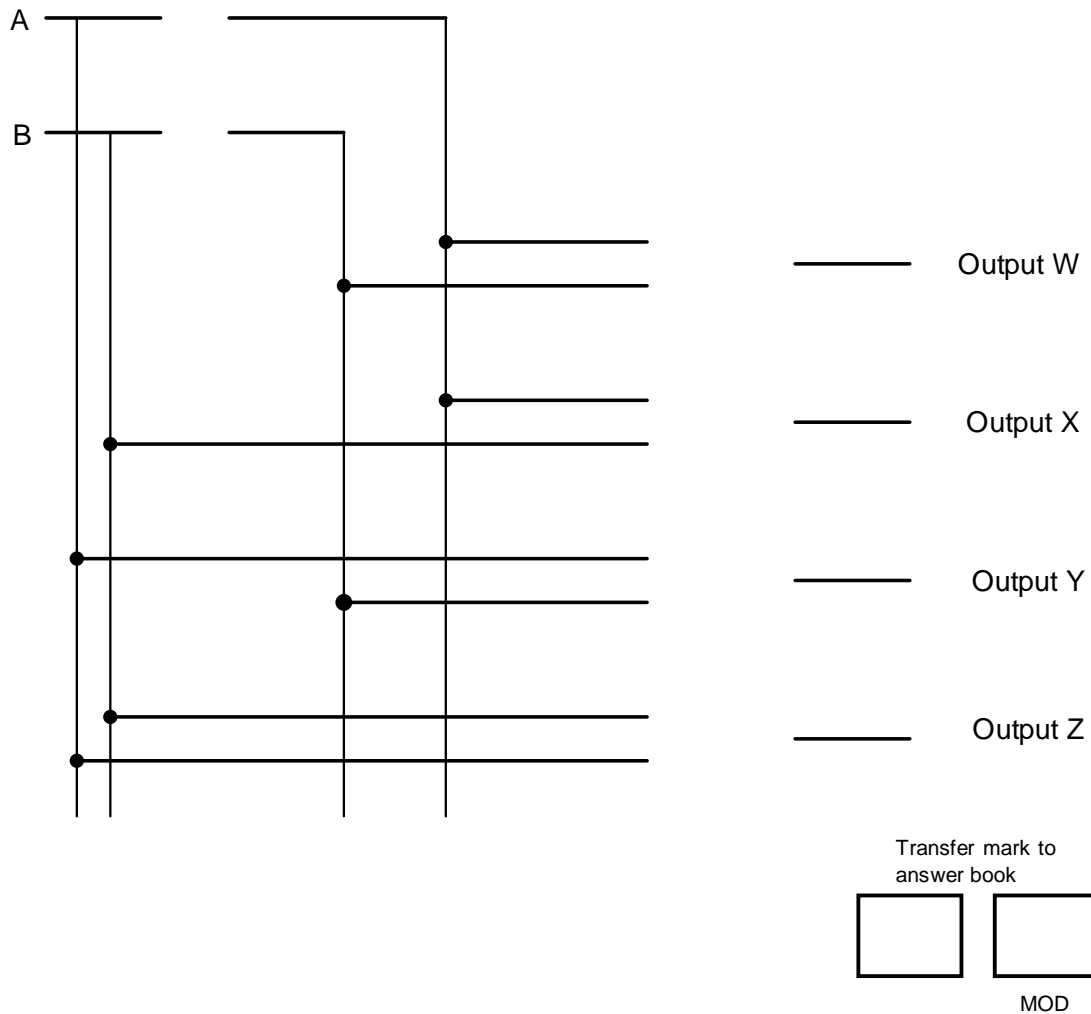 A
B
Output W
Output X
Output Y
Output Z
Transfer mark to
answer book
MOD